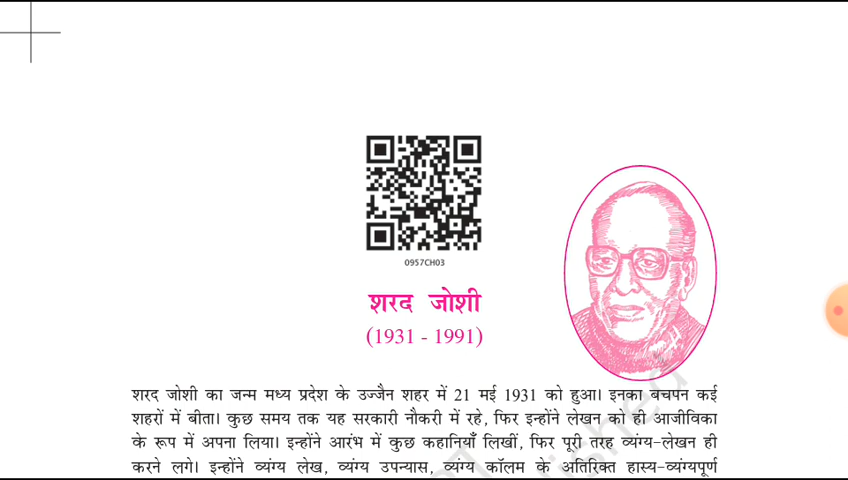 0957CH03
शरद जोशी
(1931 - 1991)
शरद जोशी का जन्म मध्य प्रदेश के उज्जैन शहर में 21 मई 1931 को हुआ। इनका बचपन कई
शहरों में बीता। कुछ समय तक यह सरकारी नौकरी में रहे, फिर इन्होंने लेखन को ही आजीविका
के रूप में अपना लिया। इन्होंने आरंभ में कुछ कहानियाँ लिखीं, फिर पूरी तरह व्यंग्य-लेखन ही
करने लगे। इन्होंने व्यंग्य लेख, व्यंग्य उपन्यास, व्यंग्य कॉलम के अतिरिक्त हास्य-व्यंग्यपूर्ण